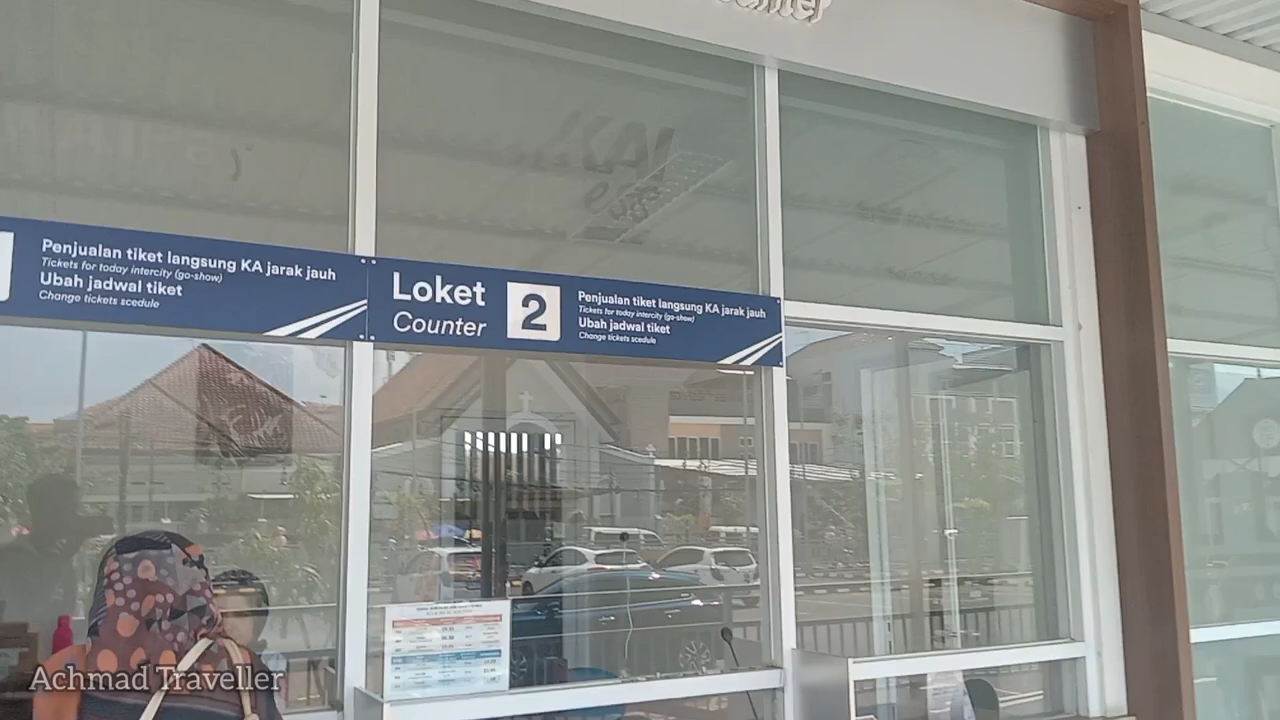 Counter
Penjualan tiket langsung KA jarak jauh
Tickets for today intercity (go-show)
Ubah jadwal tiket
Change tickets scedule
Loket
Counter
2
Penjualan tiket langsung KA jarak jauh
Tickets for today intercity (go-show)
Ubah jadwal tiket
Change tickets scedule
Achmad Traveller